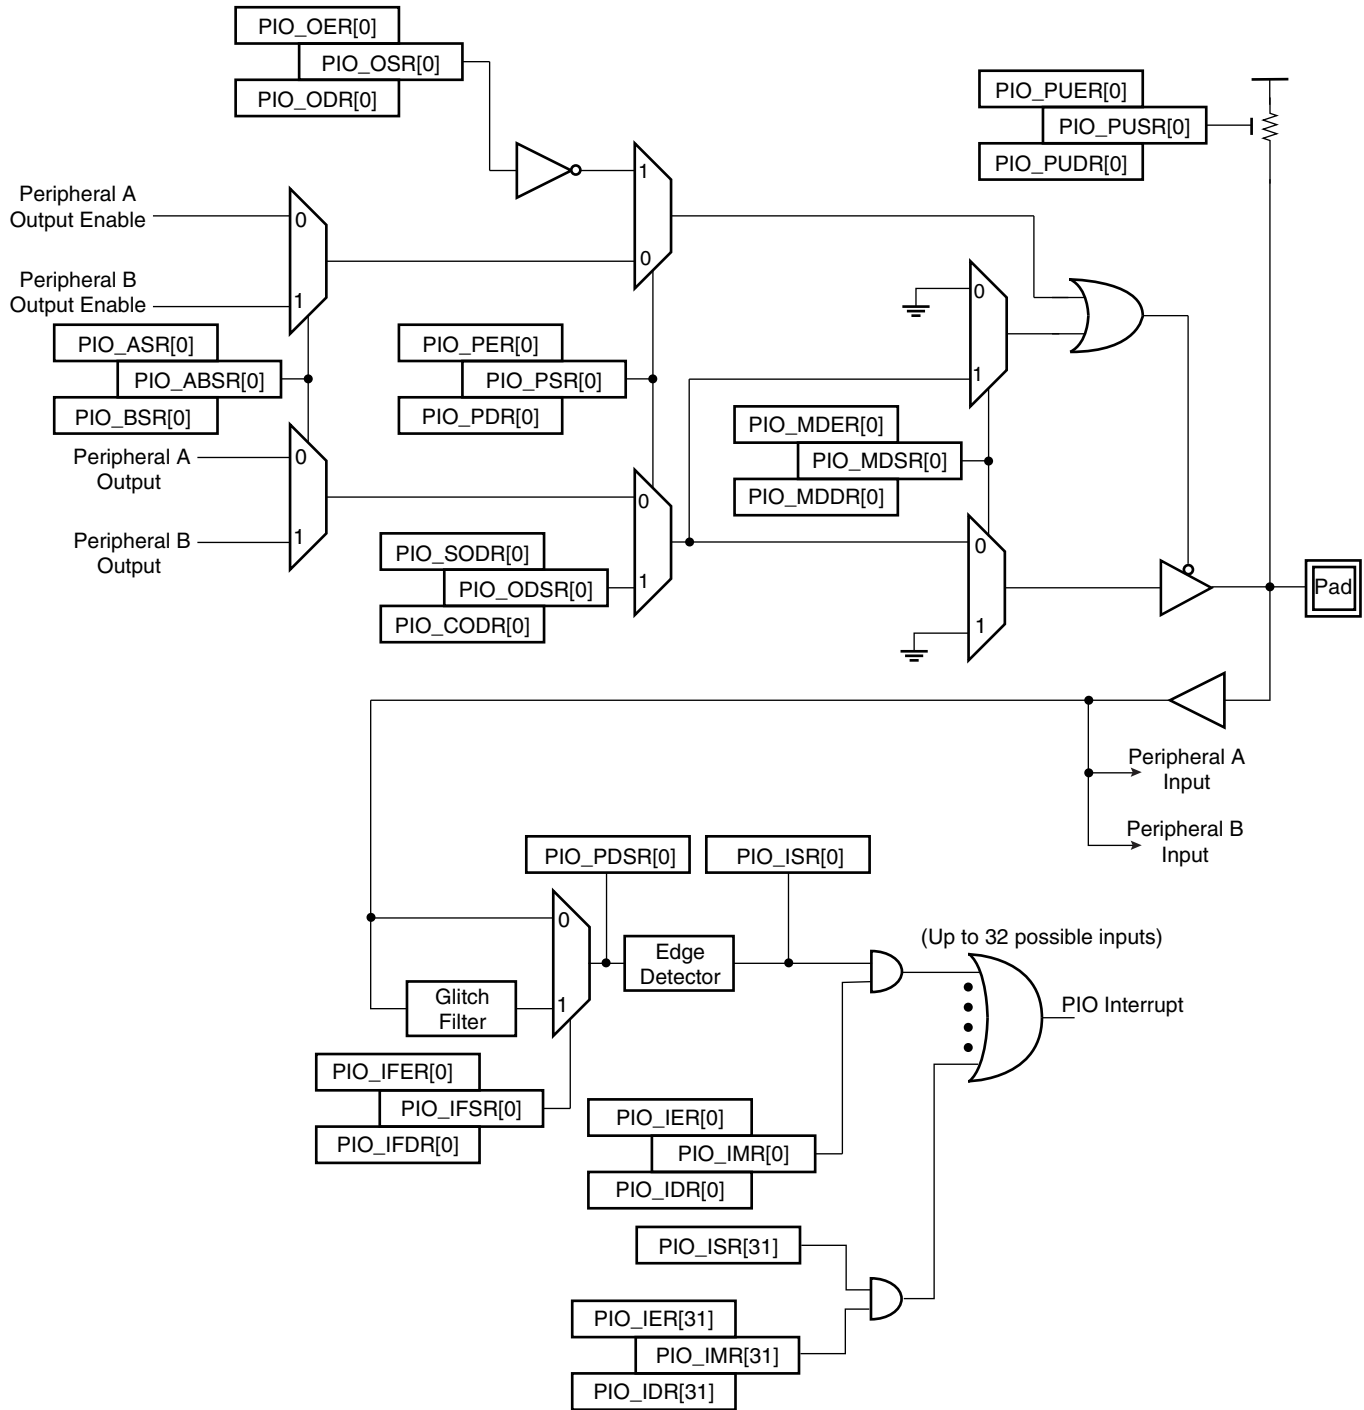 PIO_OER[0]
PIO_OSR[0]
PIO_ODR[0]
PIO_PUER[0]
PIO_PUSR[0]
PIO_PUDR[0]
1
Peripheral A
Output Enable
0
0
Peripheral B
Output Enable
1
0
PIO_ASR[0]
PIO_ABSR[0]
PIO_BSR[0]
PIO_PER[0]
PIO_PSR[0]
PIO_PDR[0]
1
PIO_MDER[0]
PIO_MDSR[0]
PIO_MDDR[0]
Peripheral A
Output
0
0
Peripheral B
Output
1
PIO_SODR[0]
PIO_ODSR[0]
PIO_CODR[0]
1
0
1
Pad
Peripheral A
Input
Peripheral B
Input
PIO_PDSR[0]
PIO_ISR[0]
0
(Up to 32 possible inputs)
Edge
Detector
Glitch
Filter
1
PIO Interrupt
PIO_IFER[0]
PIO_IFSR[0]
PIO_IFDR[0]
PIO_IER[0]
PIO_IMR[0]
PIO_IDR[0]
PIO_ISR[31]
PIO_IER[31]
PIO_IMR[31]
PIO_IDR[31]